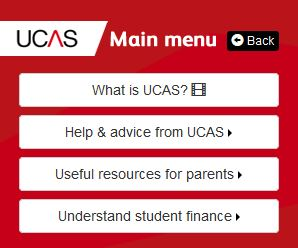 UCAS Main menu Back
What is UCAS?
Help & advice from UCAS
Useful resources for parents
Understand student finance